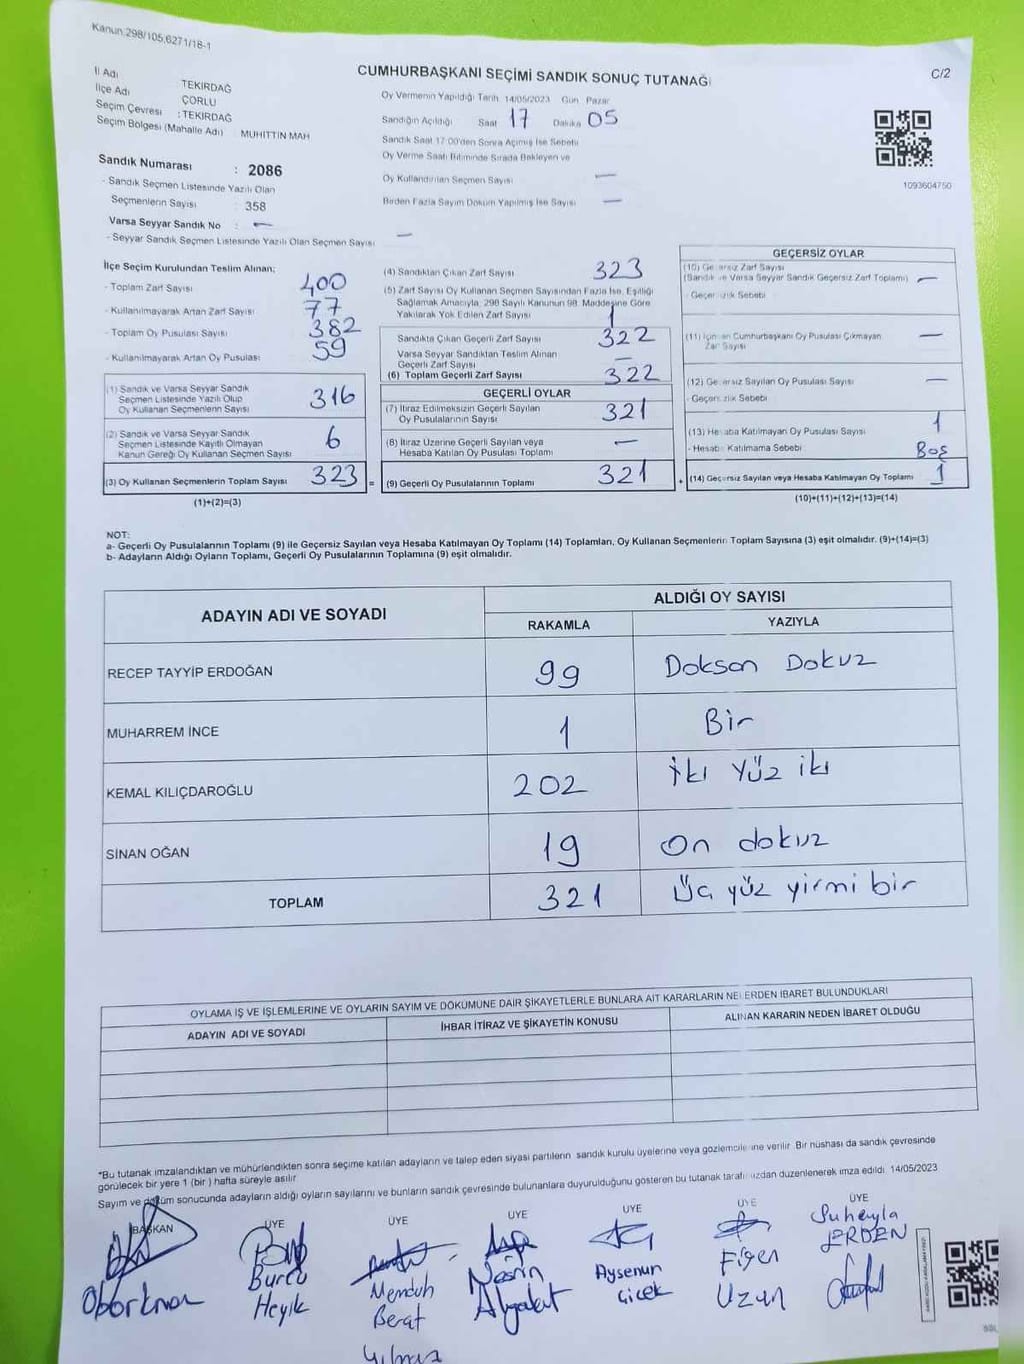 Kanun.298/105,6271/18-1
CUMHURBAŞKANI SEÇİMİ SANDIK SONUÇ TUTANAĞI
C/2
İl Adı TEKİRDAĞ
İlçe Adı ÇORLU
Seçim Çevresi : TEKİRDAĞ
Seçim Bölgesi (Mahalle Adı) : MUHITTIN MAH
Oy Vermenin Yapıldığı Tarih 14/05/2023 Gün Pazar
Sandığın Açıldığı Saat 17 Dakika 05
Sandık Saat 17:00'den Sonra Açımış İse Sebebi
Oy Verme Saati Bitiminde Sırada Bekleyen ve
Oy Kullandırılan Seçmen Sayısı —
Birden Fazla Sayım Döküm Yapılmış İse Sayısı —
1093604750
Sandık Numarası : 2086
- Sandık Seçmen Listesinde Yazılı Olan
Seçmenlerin Sayısı 358
Varsa Seyyar Sandık No : —
- Seyyar Sandık Seçmen Listesinde Yazılı Olan Seçmen Sayısı —
İlçe Seçim Kurulundan Teslim Alınan;
- Toplam Zarf Sayısı 400
- Kullanılmayarak Artan Zarf Sayısı 77
- Toplam Oy Pusulası Sayısı 382
- Kullanılmayarak Artan Oy Pusulası 59
(1) Sandık ve Varsa Seyyar Sandık
Seçmen Listesinde Yazılı Olup
Oy Kullanan Seçmenlerin Sayısı 316
(2) Sandık ve Varsa Seyyar Sandık
Seçmen Listesinde Kayıtlı Olmayan
Kanun Gereği Oy Kullanan Seçmen Sayısı 6
(3) Oy Kullanan Seçmenlerin Toplam Sayısı 323 =
(1)+(2)=(3)
(4) Sandıktan Çıkan Zarf Sayısı 323
(5) Zarf Sayısı Oy Kullanan Seçmen Sayısından Fazla İse, Eşitliği
Sağlamak Amacıyla, 298 Sayılı Kanunun 98. Maddesine Göre
Yakılarak Yok Edilen Zarf Sayısı 1
Sandıkta Çıkan Geçerli Zarf Sayısı 322
Varsa Seyyar Sandıktan Teslim Alınan
Geçerli Zarf Sayısı —
(6) Toplam Geçerli Zarf Sayısı 322
GEÇERLİ OYLAR
(7) İtiraz Edilmeksizin Geçerli Sayılan
Oy Pusulalarının Sayısı 321
(8) İtiraz Üzerine Geçerli Sayılan veya
Hesaba Katılan Oy Pusulası Toplamı —
(9) Geçerli Oy Pusulalarının Toplamı 321 +
GEÇERSİZ OYLAR
(10) Geçersiz Zarf Sayısı
(Sandık ve Varsa Seyyar Sandık Geçersiz Zarf Toplamı) —
- Geçersizlik Sebebi
(11) İçinden Cumhurbaşkanı Oy Pusulası Çıkmayan
Zarf Sayısı —
(12) Geçersiz Sayılan Oy Pusulası Sayısı —
- Geçersizlik Sebebi
(13) Hesaba Katılmayan Oy Pusulası Sayısı 1
- Hesaba Katılmama Sebebi Boş
(14) Geçersiz Sayılan veya Hesaba Katılmayan Oy Toplamı 1
(10)+(11)+(12)+(13)=(14)
NOT:
a- Geçerli Oy Pusulalarının Toplamı (9) ile Geçersiz Sayılan veya Hesaba Katılmayan Oy Toplamı (14) Toplamları, Oy Kullanan Seçmenlerin Toplam Sayısına (3) eşit olmalıdır. (9)+(14)=(3)
b- Adayların Aldığı Oyların Toplamı, Geçerli Oy Pusulalarının Toplamına (9) eşit olmalıdır.
ADAYIN ADI VE SOYADI ALDIĞI OY SAYISI
RAKAMLA YAZIYLA
RECEP TAYYİP ERDOĞAN 99 Doksan Dokuz
MUHARREM İNCE 1 Bir
KEMAL KILIÇDAROĞLU 202 İki Yüz iki
SİNAN OĞAN 19 On dokuz
TOPLAM 321 Üç yüz yirmi bir
OYLAMA İŞ VE İŞLEMLERİNE VE OYLARIN SAYIM VE DÖKÜMÜNE DAİR ŞİKAYETLERLE BUNLARA AİT KARARLARIN NELERDEN İBARET BULUNDUKLARI
ADAYIN ADI VE SOYADI İHBAR İTİRAZ VE ŞİKAYETİN KONUSU ALINAN KARARIN NEDEN İBARET OLDUĞU
*Bu tutanak imzalandıktan ve mühürlendikten sonra seçime katılan adayların ve talep eden siyasi partilerin sandık kurulu üyelerine veya gözlemcilerine verilir. Bir nüshası da sandık çevresinde
görülecek bir yere 1 (bir) hafta süreyle asılır
Sayım ve döküm sonucunda adayların aldığı oyların sayılarını ve bunların sandık çevresinde bulunanlara duyurulduğunu gösteren bu tutanak tarafımızdan düzenlenerek imza edildi. 14/05/2023
BAŞKAN ÜYE ÜYE ÜYE ÜYE ÜYE ÜYE
Burcu Heyik
Menduh Berat Yılmaz
Nesrin
Aysenur Çicek
Figen Uzun
Suheyla ERDEN